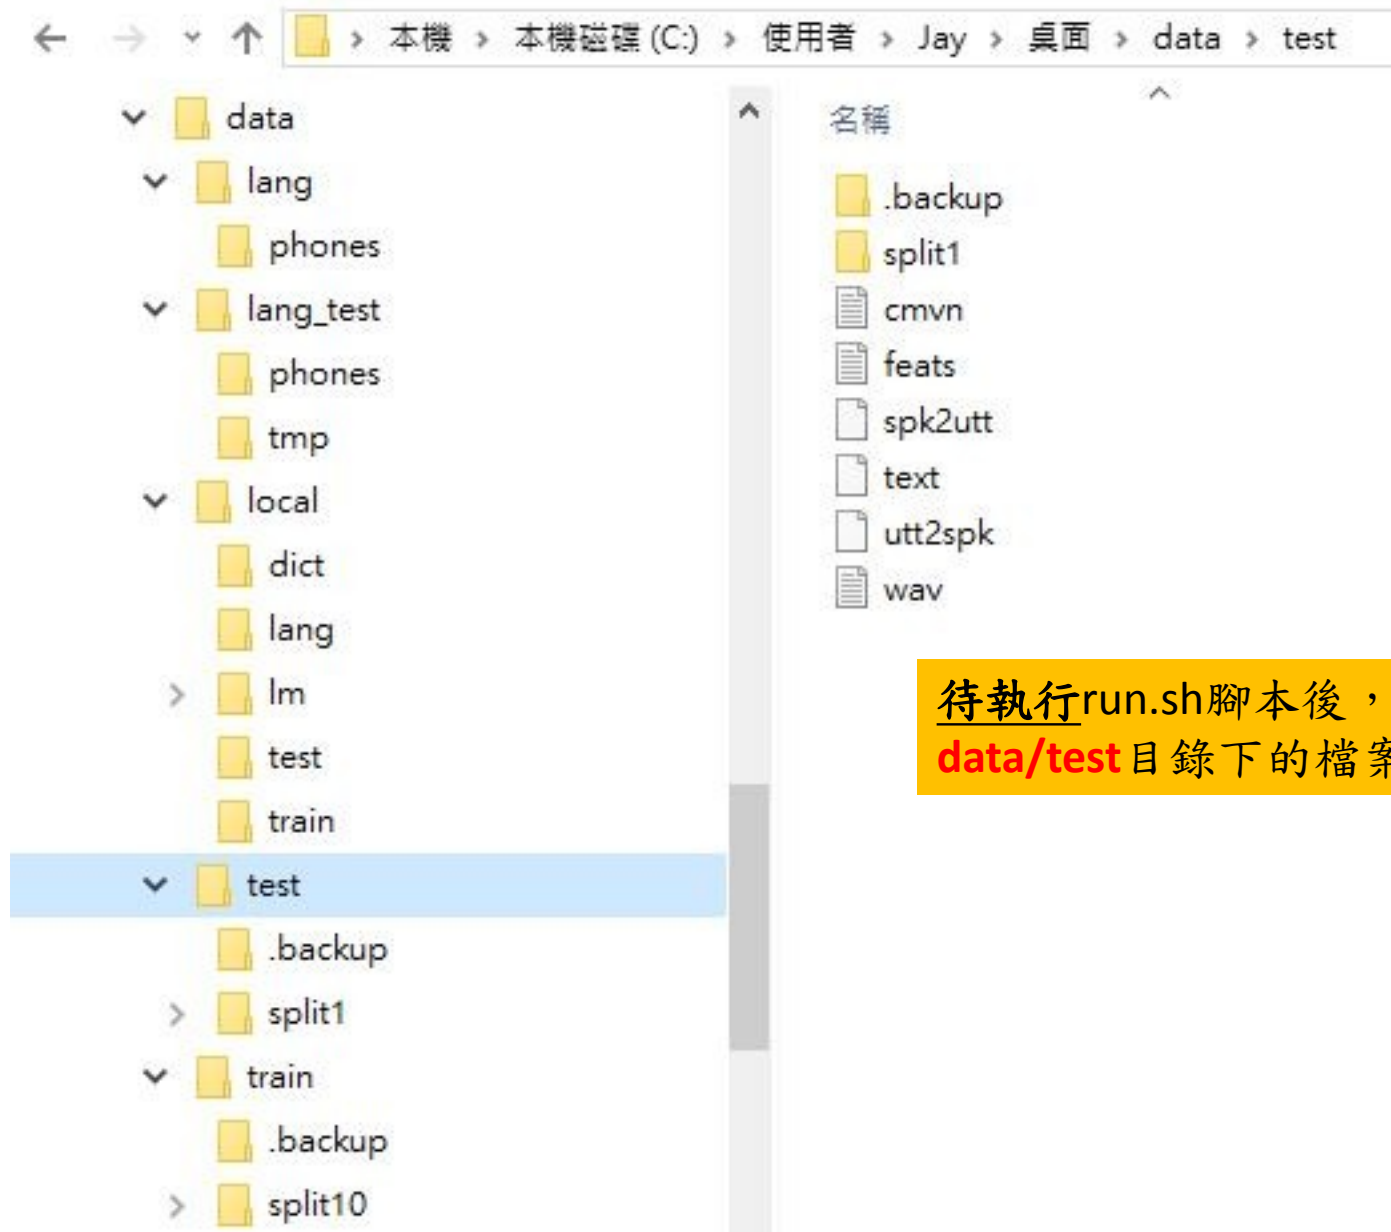 本機 › 本機磁碟 (C:) › 使用者 › Jay › 桌面 › data › test
data
lang
phones
lang_test
phones
tmp
local
dict
lang
lm
test
train
test
.backup
split1
train
.backup
split10
名稱
.backup
split1
cmvn
feats
spk2utt
text
utt2spk
wav
待執行run.sh腳本後，
data/test目錄下的檔案